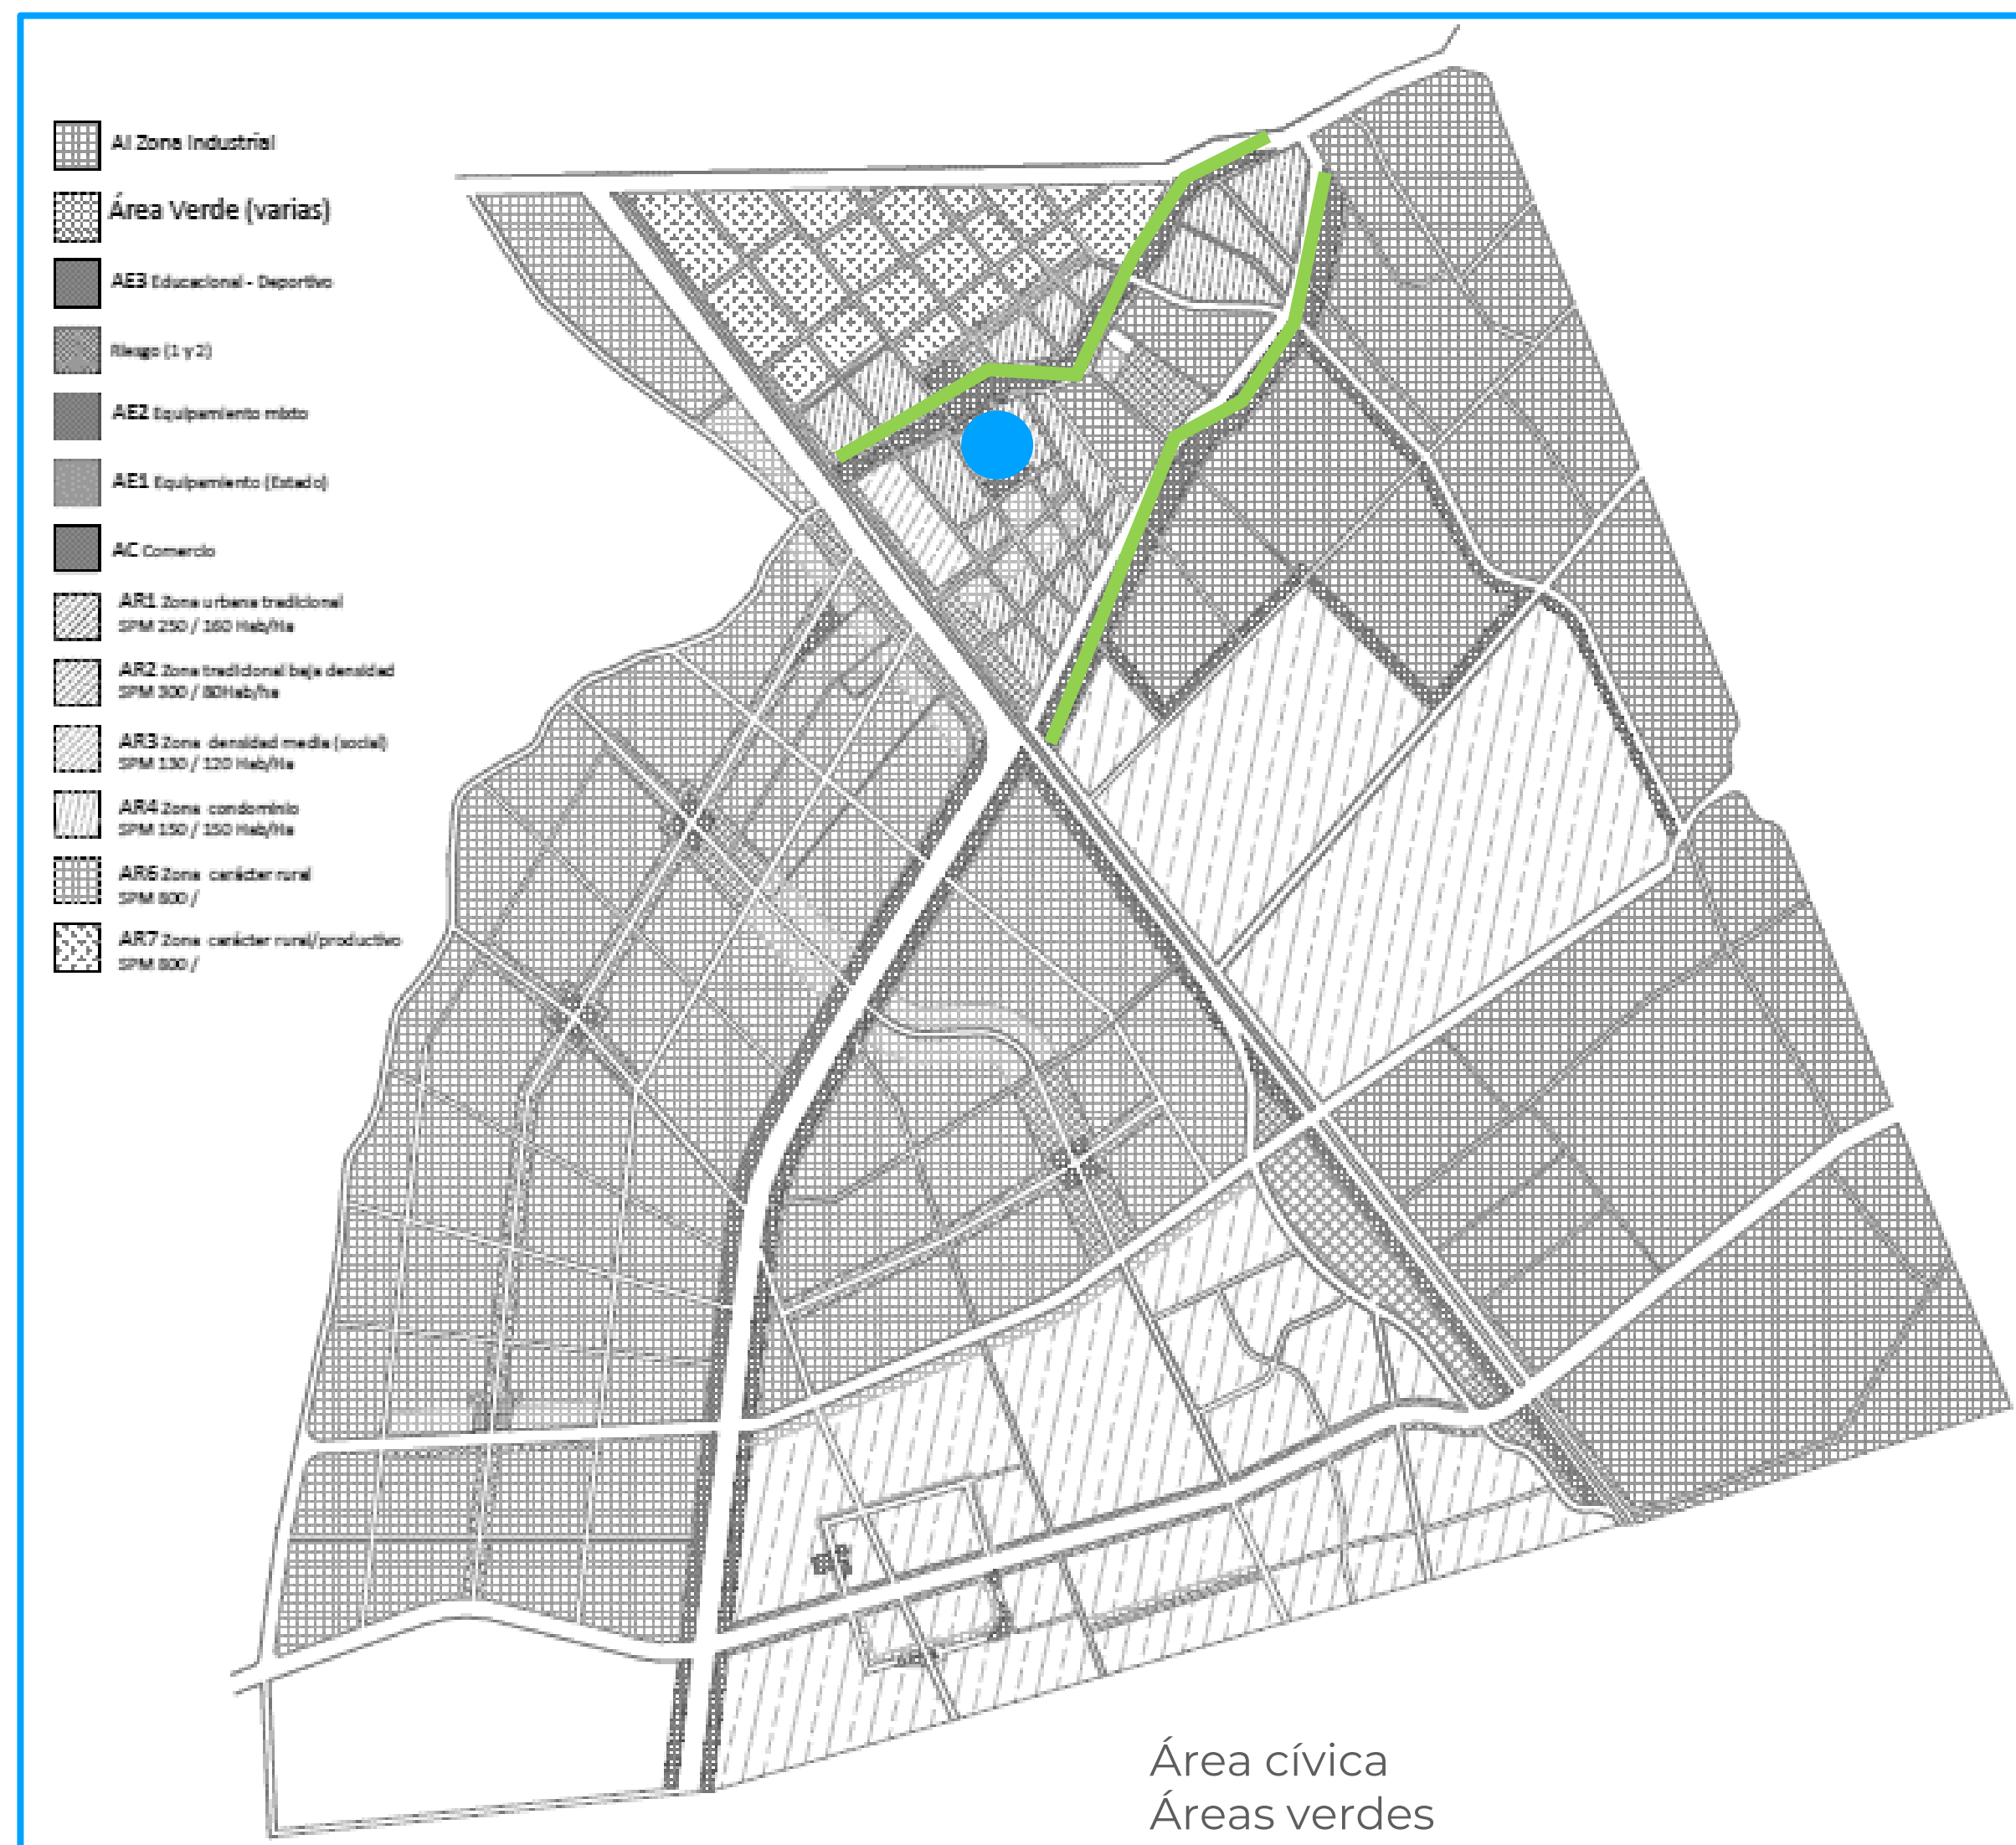 AI Zona Industrial
Área Verde (varias)
AE3 Educacional - Deportivo
Riesgo (1 y 2)
AE2 Equipamiento mixto
AE1 Equipamiento (Estado)
AC Comercio
AR1 Zona urbana tradicional
SPM 250 / 160 Hab/Ha
AR2 Zona tradicional baja densidad
SPM 300 / 80Hab/ha
AR3 Zona densidad media (social)
SPM 130 / 120 Hab/Ha
AR4 Zona condominio
SPM 150 / 150 Hab/Ha
AR6 Zona carácter rural
SPM 800 /
AR7 Zona carácter rural/productivo
SPM 800 /
Área cívica
Áreas verdes